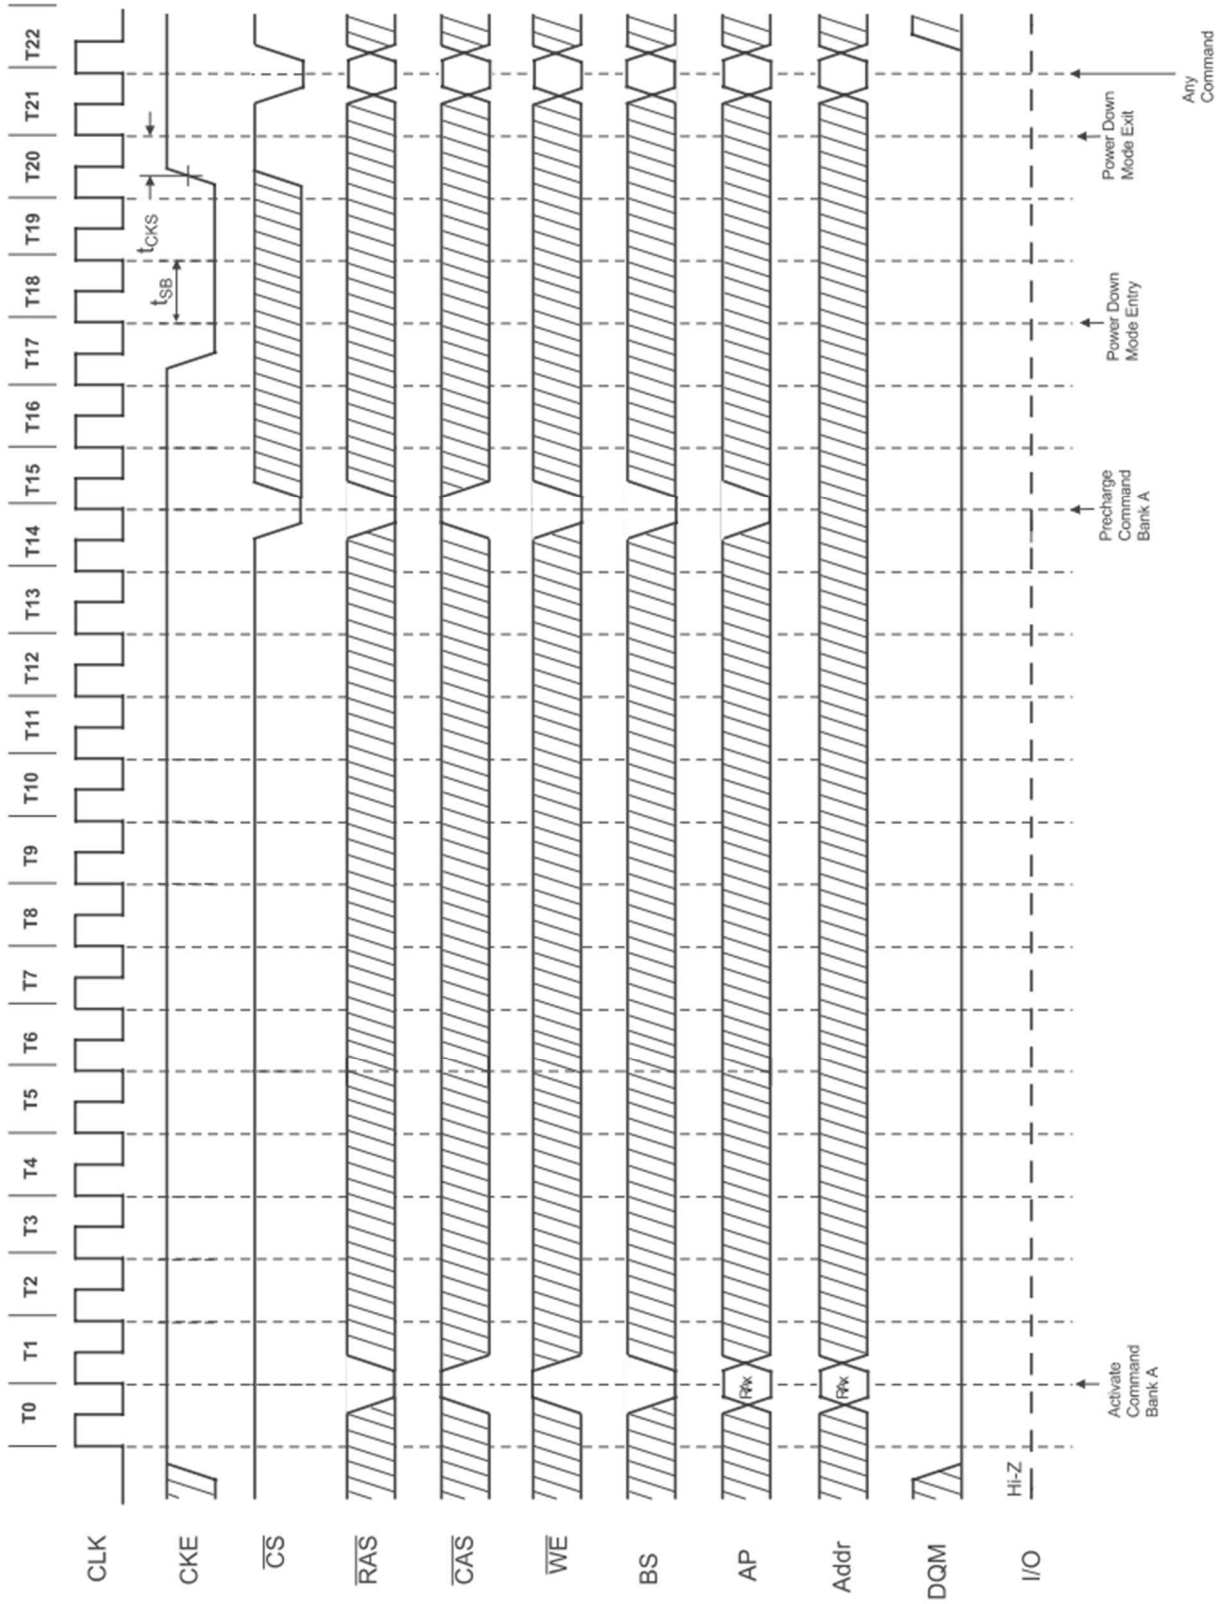 T0 T1 T2 T3 T4 T5 T6 T7 T8 T9 T10 T11 T12 T13 T14 T15 T16 T17 T18 T19 T20 T21 T22
CLK
CKE
tSB
tCKS
CS
RAS
CAS
WE
BS
AP
RAx
Addr
RAx
DQM
I/O
Hi-Z
Activate
Command
Bank A
Precharge
Command
Bank A
Power Down
Mode Entry
Power Down
Mode Exit
Any
Command